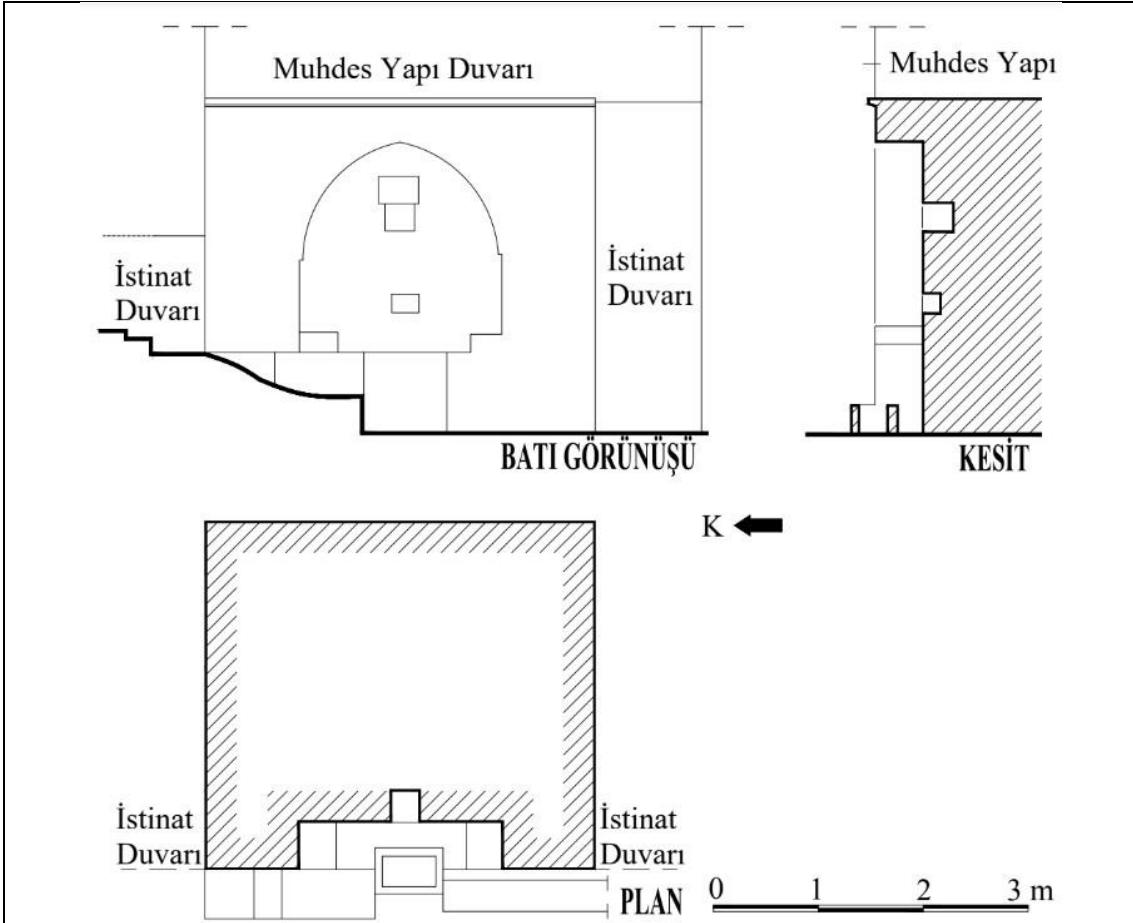 Muhdes Yapı Duvarı
Muhdes Yapı
İstinat
Duvarı
İstinat
Duvarı
BATI GÖRÜNÜŞÜ
KESİT
K
İstinat
Duvarı
İstinat
Duvarı
PLAN
0 1 2 3 m